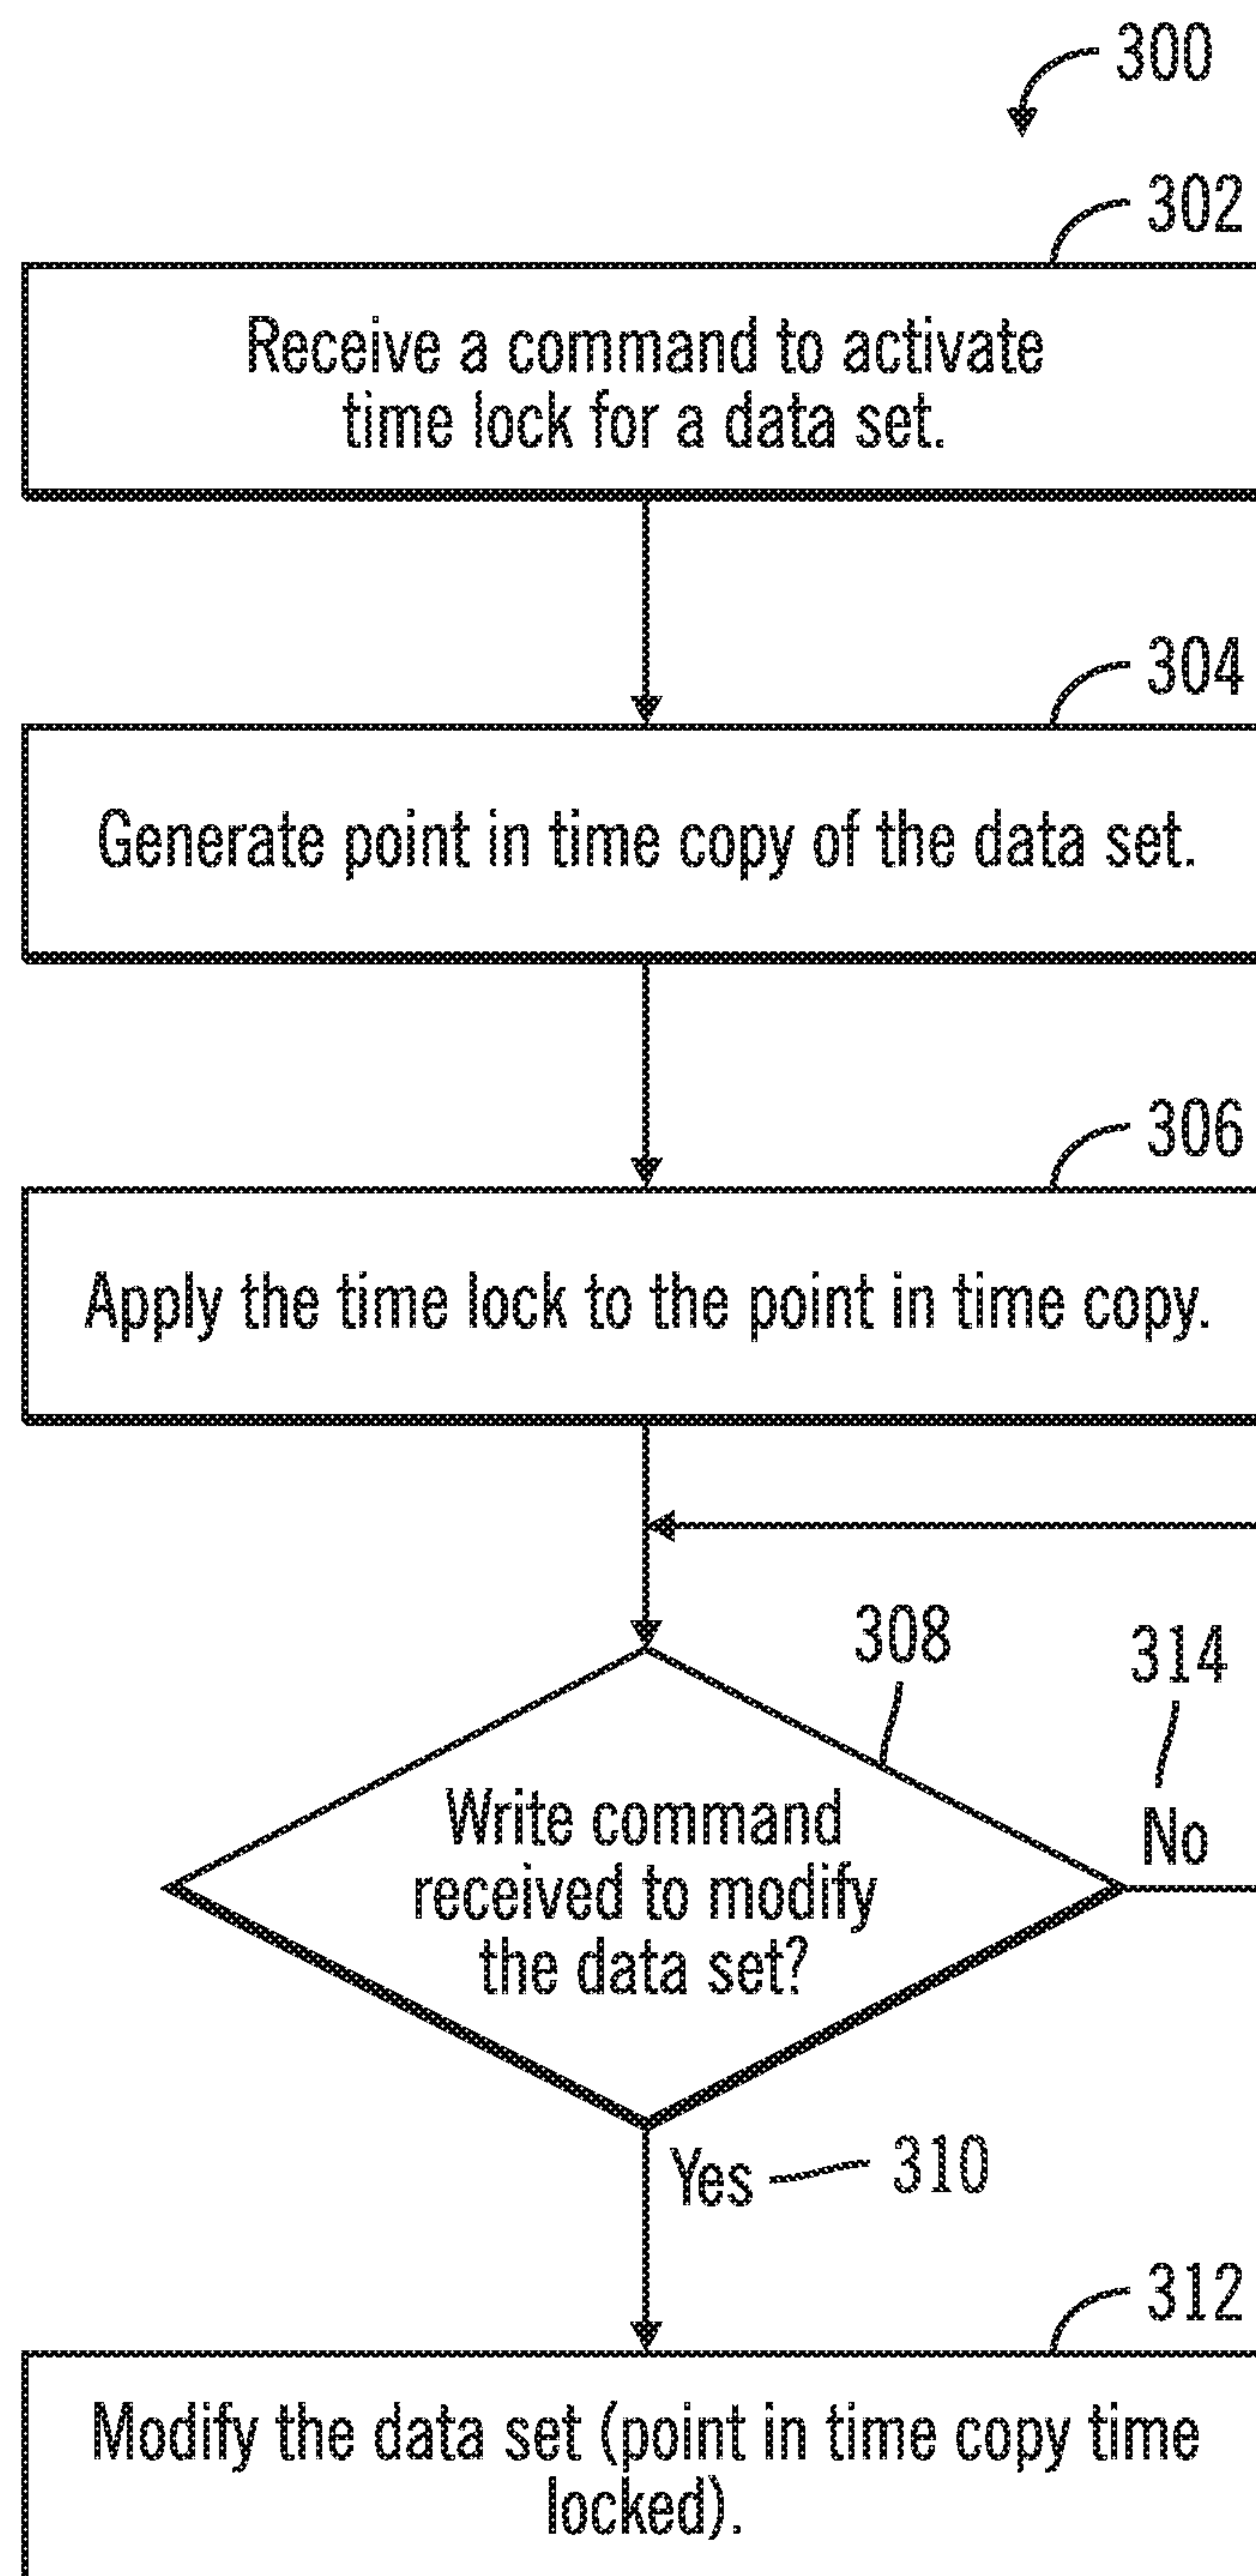 300
302
Receive a command to activate
time lock for a data set.
304
Generate point in time copy of the data set.
306
Apply the time lock to the point in time copy.
308
314
Write command
received to modify
the data set?
No
Yes
310
312
Modify the data set (point in time copy time
locked).